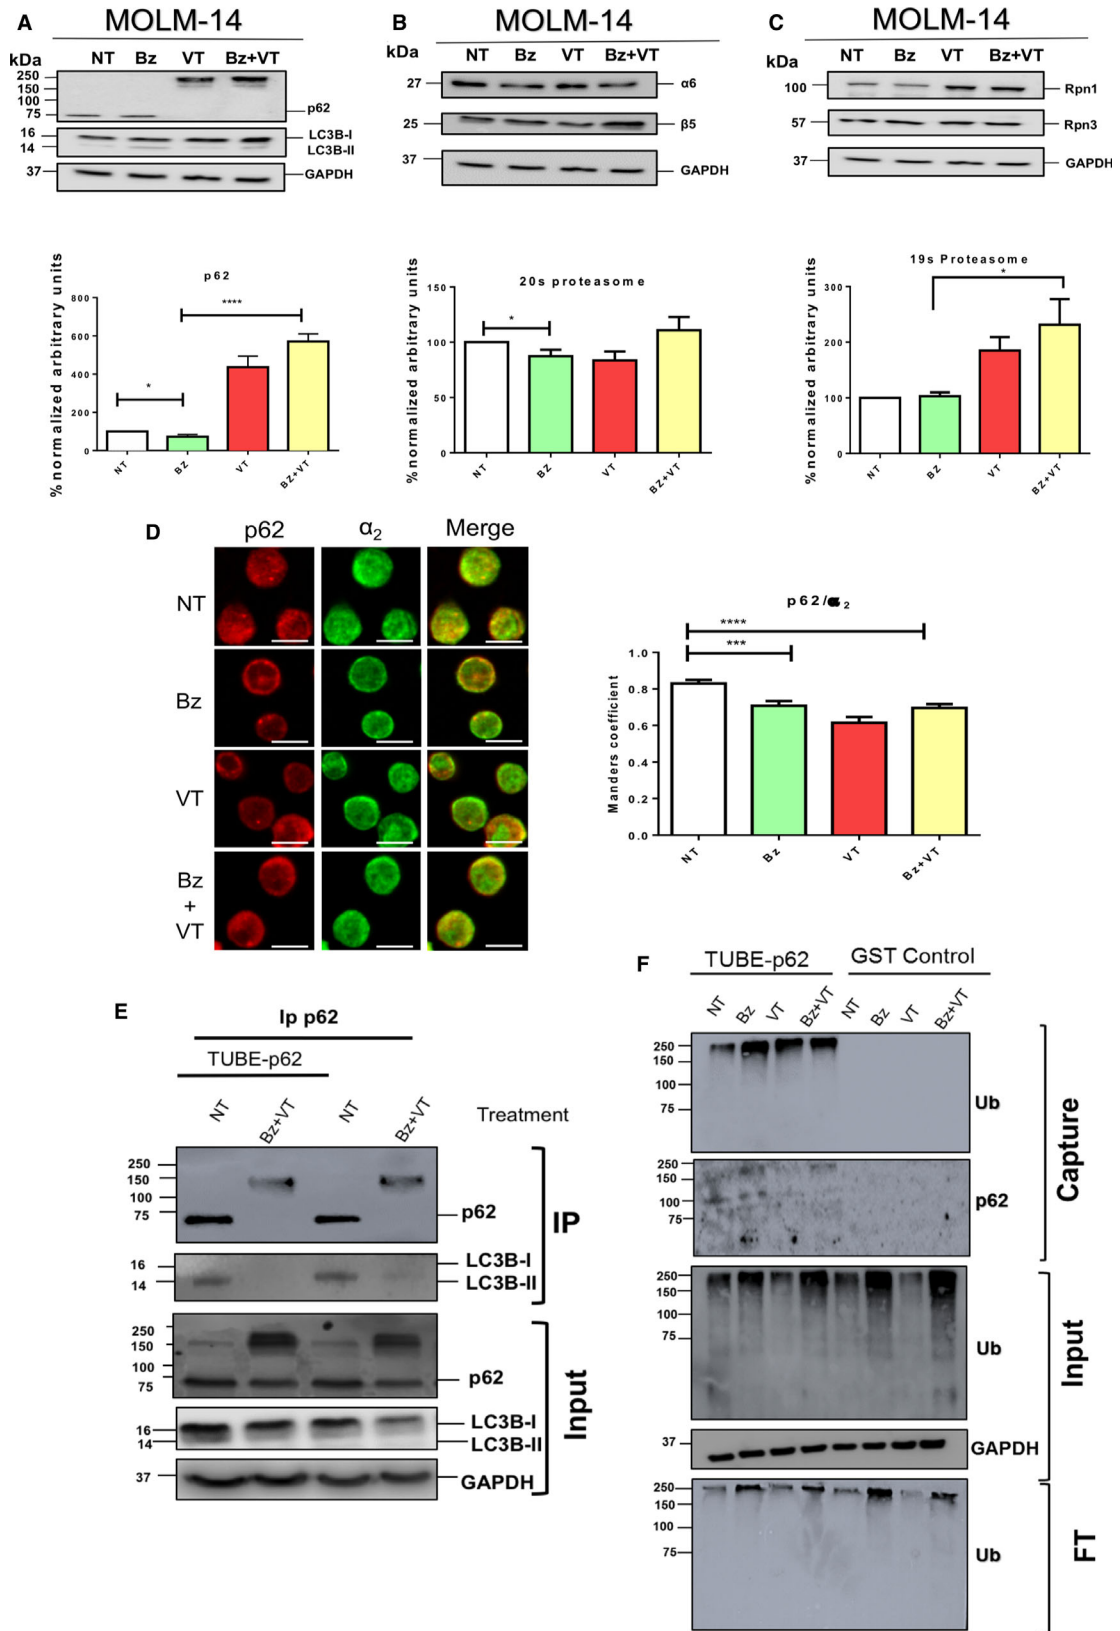 A
MOLM-14
kDa
NT Bz VT Bz+VT
250
150
100
75
p62
16
14
LC3B-I
LC3B-II
37
GAPDH
B
MOLM-14
kDa
NT Bz VT Bz+VT
27
α6
25
β5
37
GAPDH
C
MOLM-14
kDa
NT Bz VT Bz+VT
100
Rpn1
57
Rpn3
37
GAPDH
p62
%normalized arbitrary units
800
600
400
200
0
*
****
NT
BZ
VT
BZ+VT
20s proteasome
%normalized arbitrary units
150
100
50
0
*
NT
BZ
VT
BZ+VT
19s Proteasome
%normalized arbitrary units
300
200
100
0
*
NT
BZ
VT
BZ+VT
D
p62 α2 Merge
NT
Bz
VT
Bz
+
VT
p62/α2
Manders coefficient
1.0
0.8
0.6
0.4
0.2
0.0
****
***
NT
Bz
VT
Bz+VT
E
Ip p62
TUBE-p62
NT Bz+VT NT Bz+VT
Treatment
250
150
100
75
p62
16
14
LC3B-I
LC3B-II
IP
250
150
100
75
p62
16
14
LC3B-I
LC3B-II
37
GAPDH
Input
F
TUBE-p62 GST Control
NT Bz VT Bz+VT NT Bz VT Bz+VT
250
150
100
75
Ub
250
150
100
75
p62
Capture
250
150
100
75
Ub
37
GAPDH
Input
250
150
100
75
Ub
FT